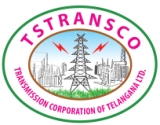 TSTRANSCO
TRANSMISSION CORPORATION OF TELANGANA LTD.